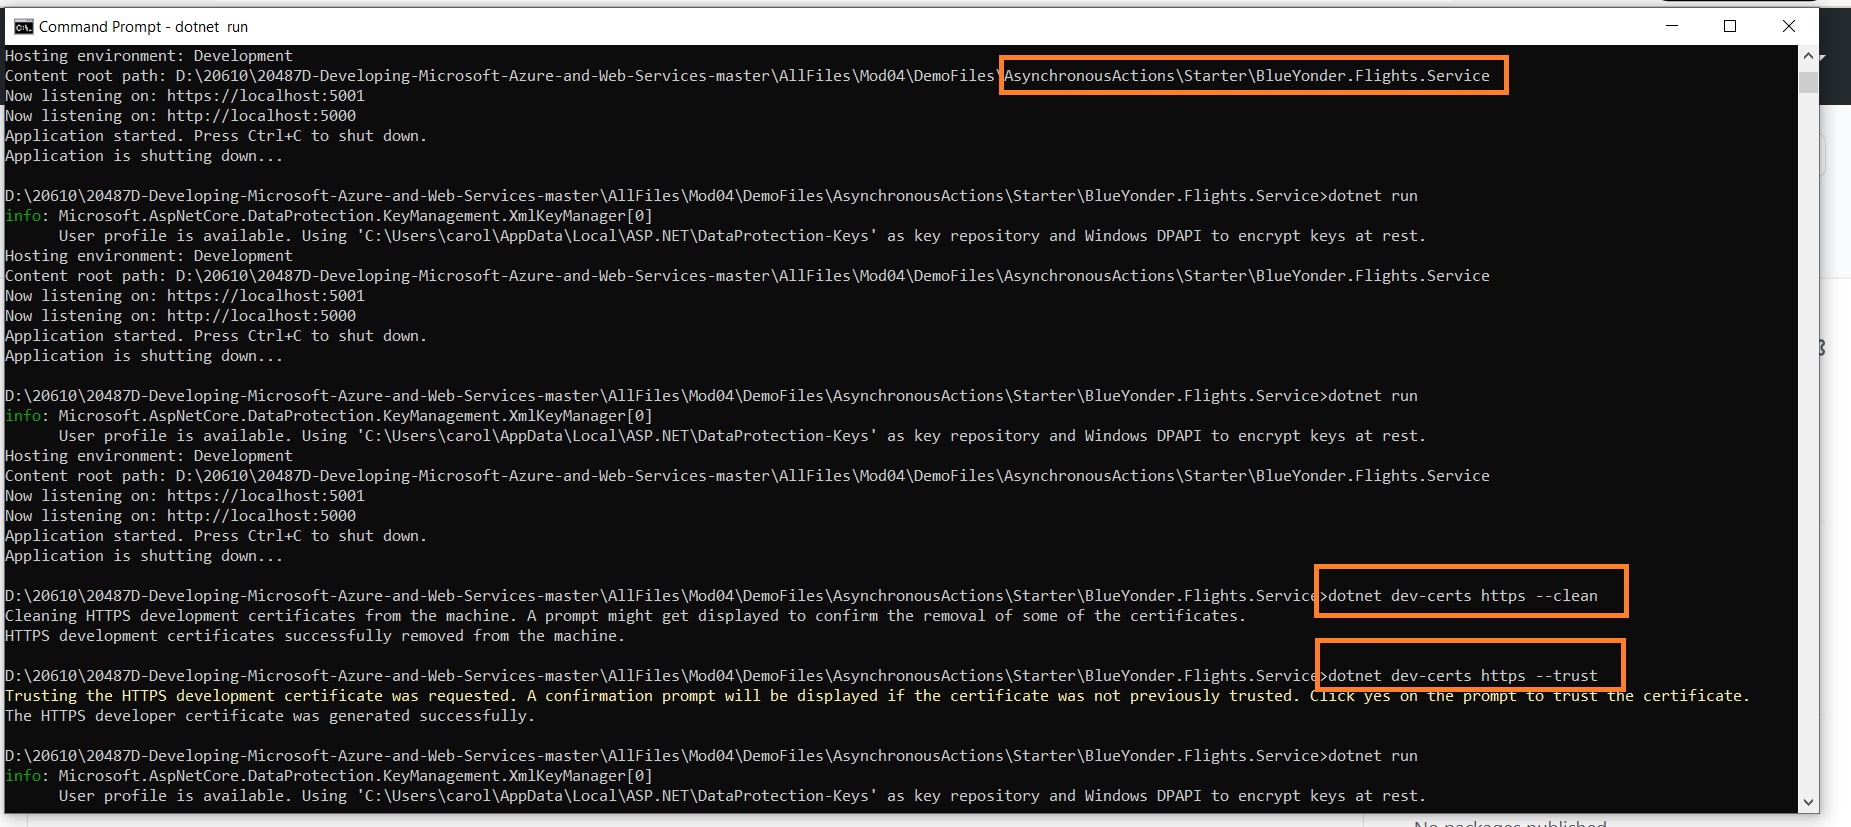 Command Prompt - dotnet  run
Hosting environment: Development
Content root path: D:\20610\20487D-Developing-Microsoft-Azure-and-Web-Services-master\AllFiles\Mod04\DemoFiles\AsynchronousActions\Starter\BlueYonder.Flights.Service
Now listening on: https://localhost:5001
Now listening on: http://localhost:5000
Application started. Press Ctrl+C to shut down.
Application is shutting down...
D:\20610\20487D-Developing-Microsoft-Azure-and-Web-Services-master\AllFiles\Mod04\DemoFiles\AsynchronousActions\Starter\BlueYonder.Flights.Service>dotnet run
info: Microsoft.AspNetCore.DataProtection.KeyManagement.XmlKeyManager[0]
      User profile is available. Using 'C:\Users\carol\AppData\Local\ASP.NET\DataProtection-Keys' as key repository and Windows DPAPI to encrypt keys at rest.
Hosting environment: Development
Content root path: D:\20610\20487D-Developing-Microsoft-Azure-and-Web-Services-master\AllFiles\Mod04\DemoFiles\AsynchronousActions\Starter\BlueYonder.Flights.Service
Now listening on: https://localhost:5001
Now listening on: http://localhost:5000
Application started. Press Ctrl+C to shut down.
Application is shutting down...
D:\20610\20487D-Developing-Microsoft-Azure-and-Web-Services-master\AllFiles\Mod04\DemoFiles\AsynchronousActions\Starter\BlueYonder.Flights.Service>dotnet run
info: Microsoft.AspNetCore.DataProtection.KeyManagement.XmlKeyManager[0]
      User profile is available. Using 'C:\Users\carol\AppData\Local\ASP.NET\DataProtection-Keys' as key repository and Windows DPAPI to encrypt keys at rest.
Hosting environment: Development
Content root path: D:\20610\20487D-Developing-Microsoft-Azure-and-Web-Services-master\AllFiles\Mod04\DemoFiles\AsynchronousActions\Starter\BlueYonder.Flights.Service
Now listening on: https://localhost:5001
Now listening on: http://localhost:5000
Application started. Press Ctrl+C to shut down.
Application is shutting down...
D:\20610\20487D-Developing-Microsoft-Azure-and-Web-Services-master\AllFiles\Mod04\DemoFiles\AsynchronousActions\Starter\BlueYonder.Flights.Service>dotnet dev-certs https --clean
Cleaning HTTPS development certificates from the machine. A prompt might get displayed to confirm the removal of some of the certificates.
HTTPS development certificates successfully removed from the machine.
D:\20610\20487D-Developing-Microsoft-Azure-and-Web-Services-master\AllFiles\Mod04\DemoFiles\AsynchronousActions\Starter\BlueYonder.Flights.Service>dotnet dev-certs https --trust
Trusting the HTTPS development certificate was requested. A confirmation prompt will be displayed if the certificate was not previously trusted. Click yes on the prompt to trust the certificate.
The HTTPS developer certificate was generated successfully.
D:\20610\20487D-Developing-Microsoft-Azure-and-Web-Services-master\AllFiles\Mod04\DemoFiles\AsynchronousActions\Starter\BlueYonder.Flights.Service>dotnet run
info: Microsoft.AspNetCore.DataProtection.KeyManagement.XmlKeyManager[0]
      User profile is available. Using 'C:\Users\carol\AppData\Local\ASP.NET\DataProtection-Keys' as key repository and Windows DPAPI to encrypt keys at rest.
No packages published